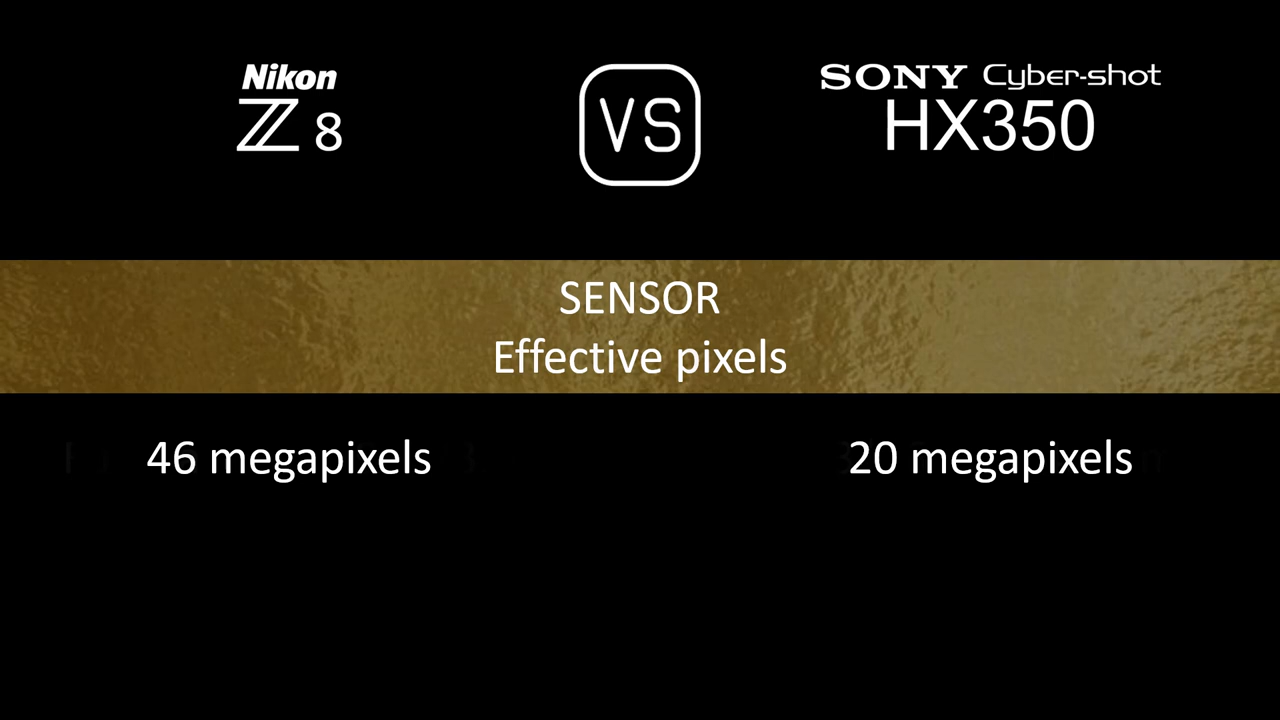 Nikon
Z 8
VS
SONY Cyber-shot
HX350
SENSOR
Effective pixels
46 megapixels
20 megapixels